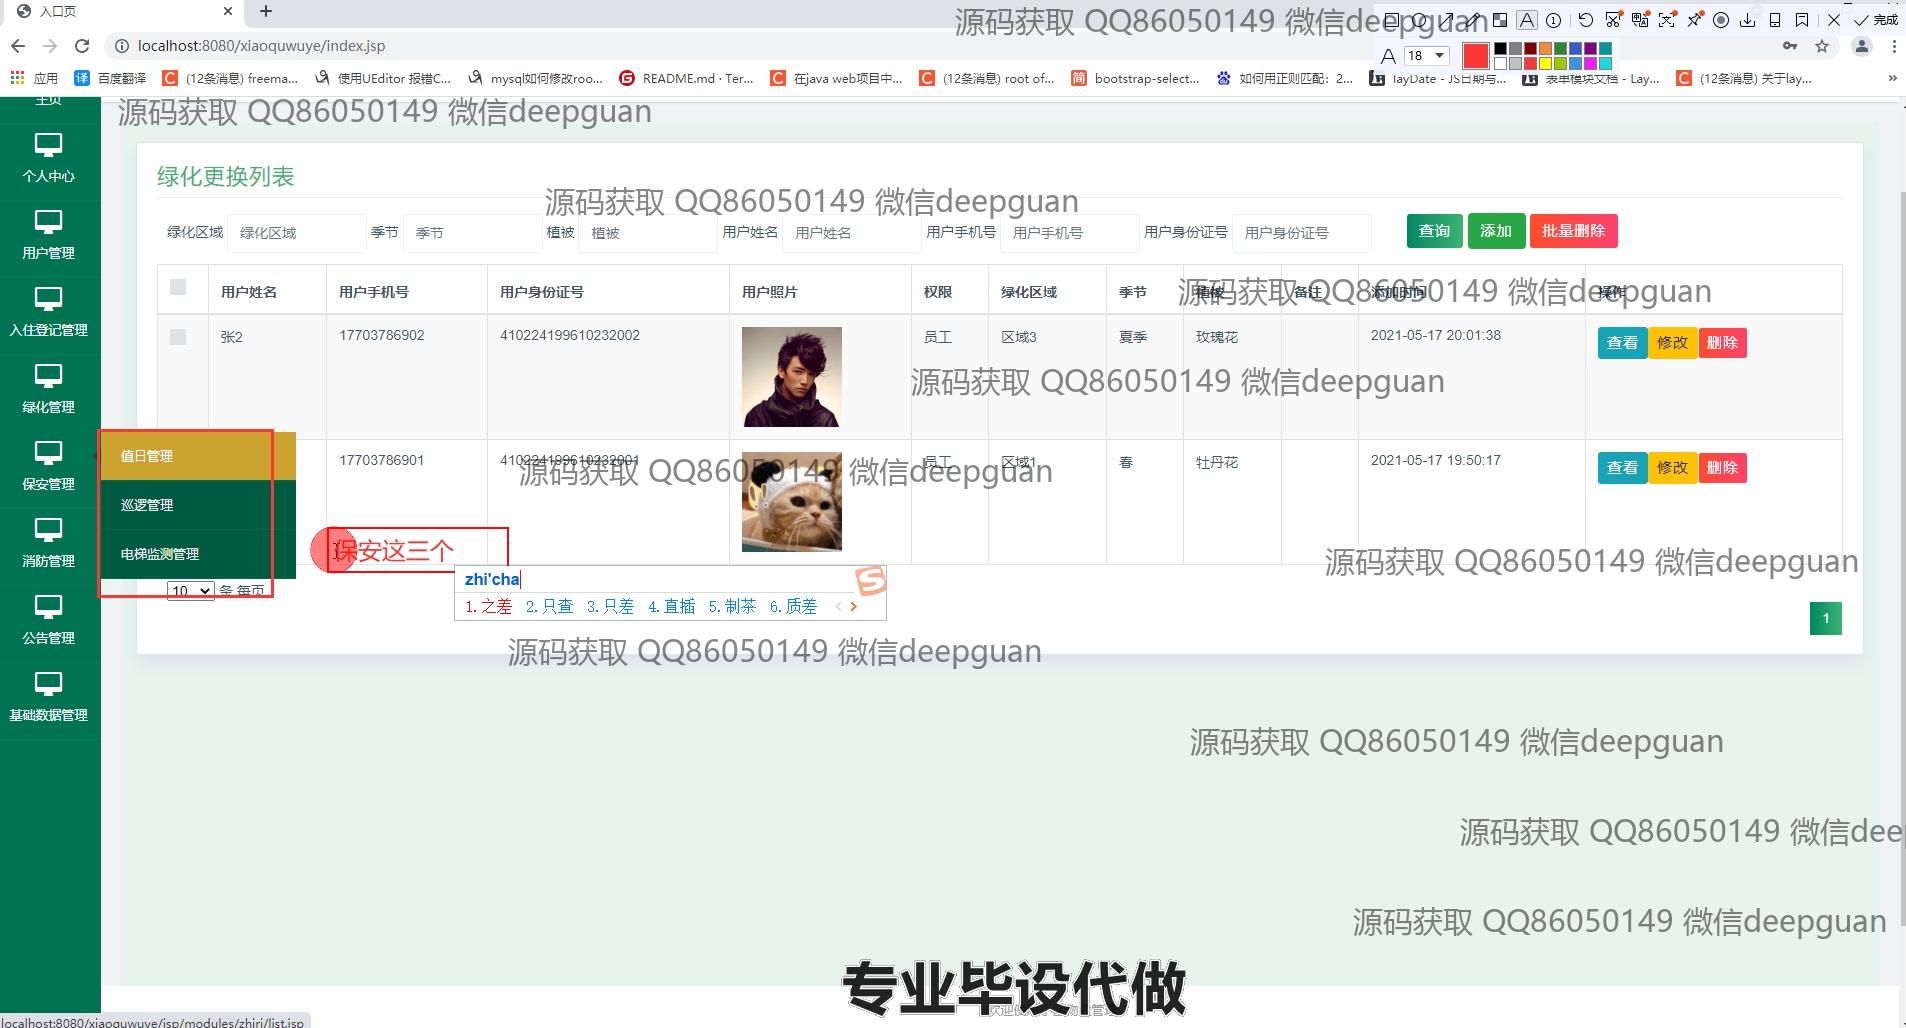 入口页
源码获取 QQ86050149 微信deepguan
完成
localhost:8080/xiaoquwuye/index.jsp
18
应用 百度翻译 (12条消息) freema... 使用UEditor 报错C... mysql如何修改roo... README.md · Ter... 在java web项目中... (12条消息) root of... bootstrap-select... 如何用正则匹配：2... layDate - JS日期与... 表单模块文档 - Lay... (12条消息) 关于lay...
主页
源码获取 QQ86050149 微信deepguan
个人中心
用户管理
入住登记管理
绿化管理
保安管理
消防管理
公告管理
基础数据管理
绿化更换列表
源码获取 QQ86050149 微信deepguan
绿化区域 绿化区域 季节 季节 植被 植被 用户姓名 用户姓名 用户手机号 用户手机号 用户身份证号 用户身份证号 查询 添加 批量删除
用户姓名 用户手机号 用户身份证号 用户照片 权限 绿化区域 季节 植被 备注 添加时间 操作
源码获取 QQ86050149 微信deepguan
张2 17703786902 410224199610232002 员工 区域3 夏季 玫瑰花 2021-05-17 20:01:38 查看 修改 删除
源码获取 QQ86050149 微信deepguan
17703786901 410224199610232001 员工 区域1 春 牡丹花 2021-05-17 19:50:17 查看 修改 删除
源码获取 QQ86050149 微信deepguan
值日管理
巡逻管理
电梯监测管理
保安这三个
源码获取 QQ86050149 微信deepguan
zhi'cha
1.之差 2.只查 3.只差 4.直插 5.制茶 6.质差
10 条 每页
1
源码获取 QQ86050149 微信deepguan
源码获取 QQ86050149 微信deepguan
源码获取 QQ86050149 微信dee
源码获取 QQ86050149 微信deepguan
专业毕设代做
localhost:8080/xiaoquwuye/jsp/modules/zhiri/list.jsp